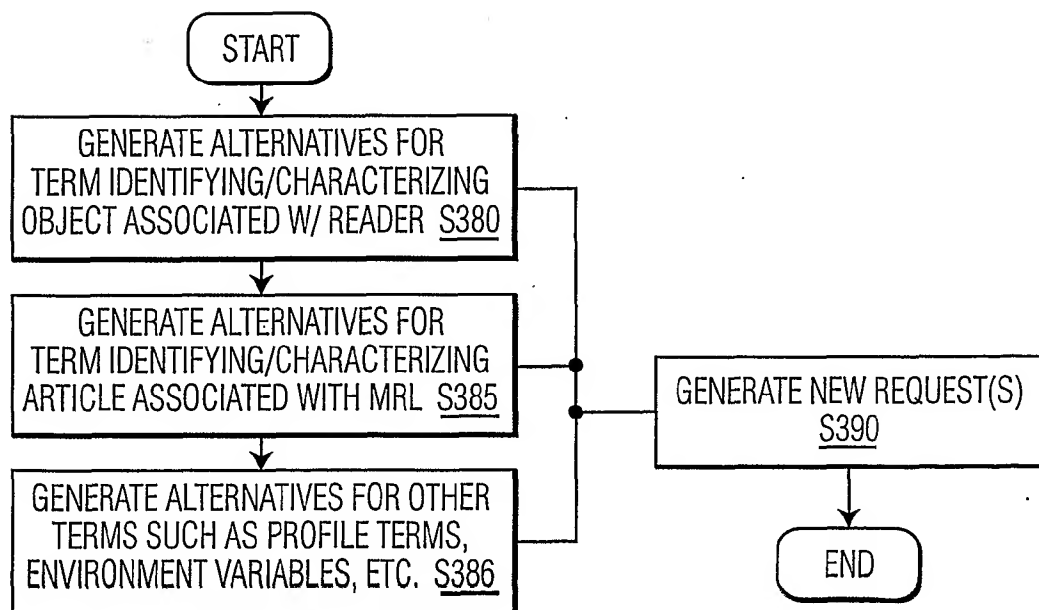 START
GENERATE ALTERNATIVES FOR
TERM IDENTIFYING/CHARACTERIZING
OBJECT ASSOCIATED W/ READER S380
GENERATE ALTERNATIVES FOR
TERM IDENTIFYING/CHARACTERIZING
ARTICLE ASSOCIATED WITH MRL S385
GENERATE ALTERNATIVES FOR OTHER
TERMS SUCH AS PROFILE TERMS,
ENVIRONMENT VARIABLES, ETC. S386
GENERATE NEW REQUEST(S)
S390
END